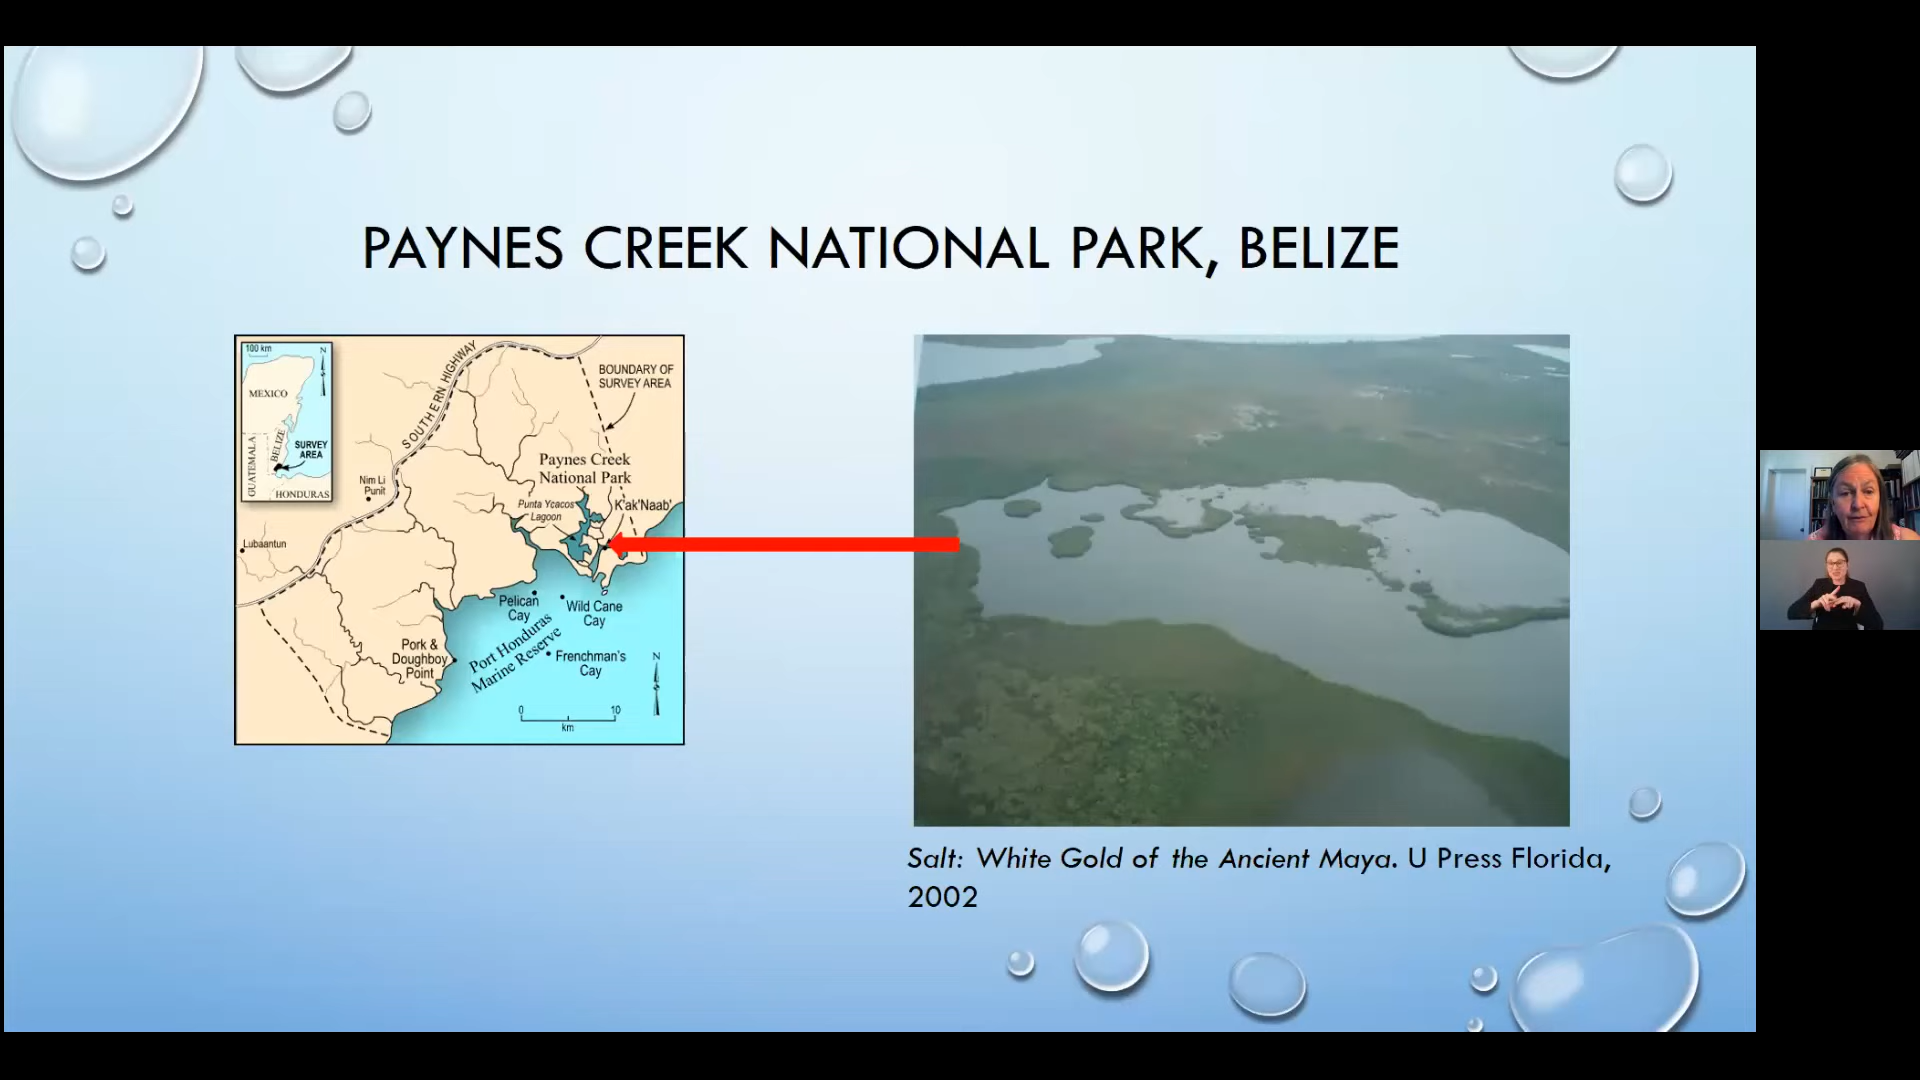 PAYNES CREEK NATIONAL PARK, BELIZE
100 km
N
MEXICO
GUATEMALA
BELIZE
SURVEY
AREA
HONDURAS
SOUTHERN HIGHWAY
BOUNDARY OF
SURVEY AREA
Paynes Creek
National Park
Nim Li
Punit
Punta Ycacos
Lagoon
K'ak'Naab'
Lubaantun
Pelican
Cay
Wild Cane
Cay
Port Honduras
Marine Reserve
Pork &
Doughboy
Point
Frenchman's
Cay
N
0 10
km
Salt: White Gold of the Ancient Maya. U Press Florida,
2002